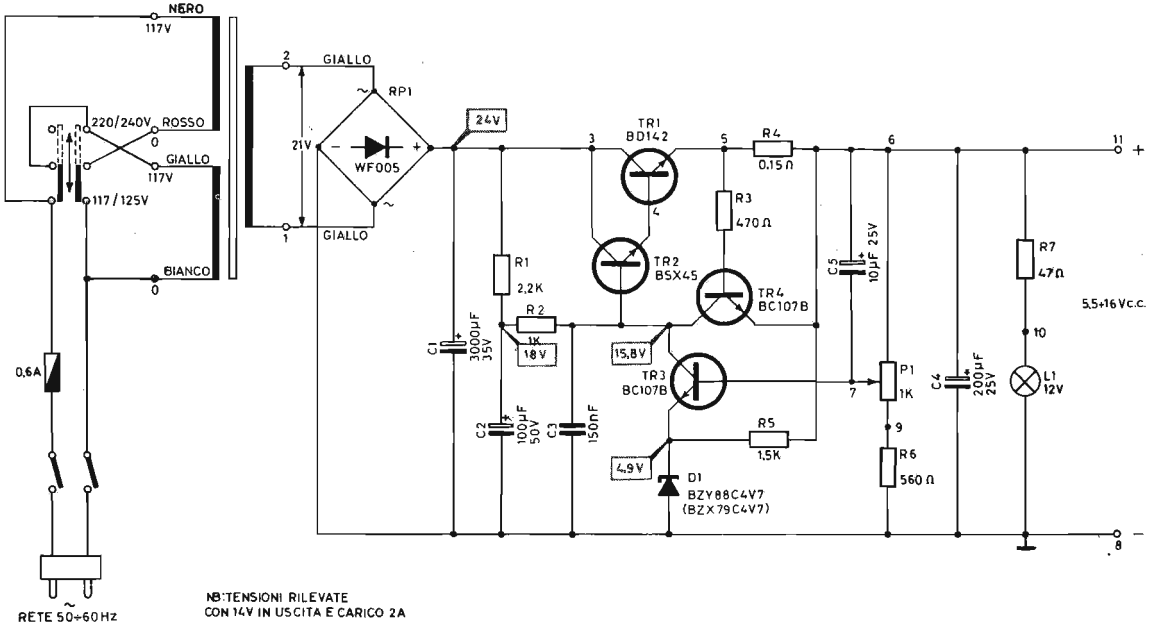 NERO
117V
220/240V
ROSSO
0
GIALLO
117V
117/125V
BIANCO
0
0.6A
~
RETE 50÷60Hz
2
GIALLO
21V
1
GIALLO
~
RP1
- +
WF005
~
24V
C1
3000µF
35V
+
R1
2,2K
R2
1K
18V
C2
100µF
50V
+
C3
150nF
3
TR1
BD142
4
TR2
BSX45
5
R4
0.15Ω
R3
470Ω
TR4
BC107B
15,8V
TR3
BC107B
4,9V
R5
1,5K
D1
BZY88C4V7
(BZX79C4V7)
6
C5
10µF 25V
+
7
P1
1K
9
R6
560Ω
C4
200µF
25V
+
R7
47Ω
10
L1
12V
11 +
5,5÷16Vc.c.
8 -
NB:TENSIONI RILEVATE
CON 14V IN USCITA E CARICO 2A